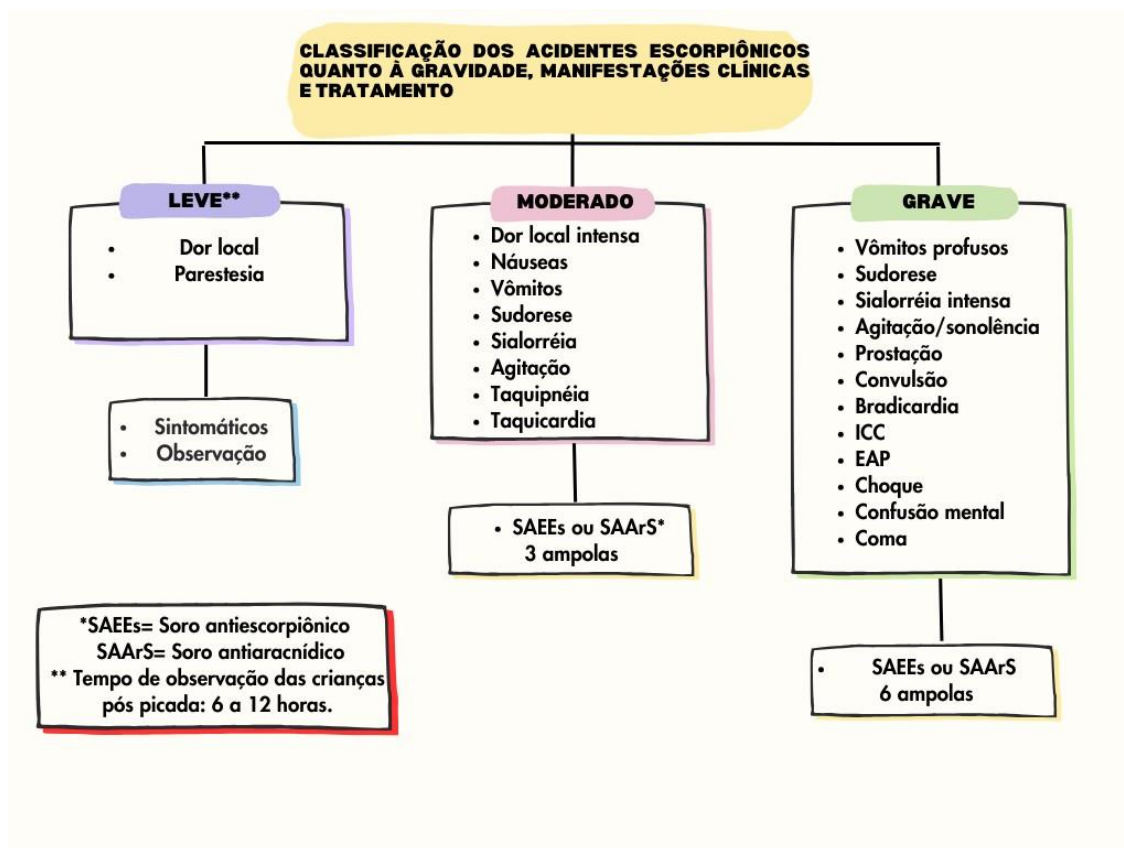 CLASSIFICAÇÃO DOS ACIDENTES ESCORPIÔNICOS
QUANTO À GRAVIDADE, MANIFESTAÇÕES CLÍNICAS
E TRATAMENTO
LEVE**
• Dor local
• Parestesia
• Sintomáticos
• Observação
MODERADO
• Dor local intensa
• Náuseas
• Vômitos
• Sudorese
• Sialorréia
• Agitação
• Taquipnéia
• Taquicardia
• SAEEs ou SAArS*
3 ampolas
GRAVE
• Vômitos profusos
• Sudorese
• Sialorréia intensa
• Agitação/sonolência
• Prostação
• Convulsão
• Bradicardia
• ICC
• EAP
• Choque
• Confusão mental
• Coma
• SAEEs ou SAArS
6 ampolas
*SAEEs= Soro antiescorpiônico
SAArS= Soro antiaracnídico
** Tempo de observação das crianças
pós picada: 6 a 12 horas.